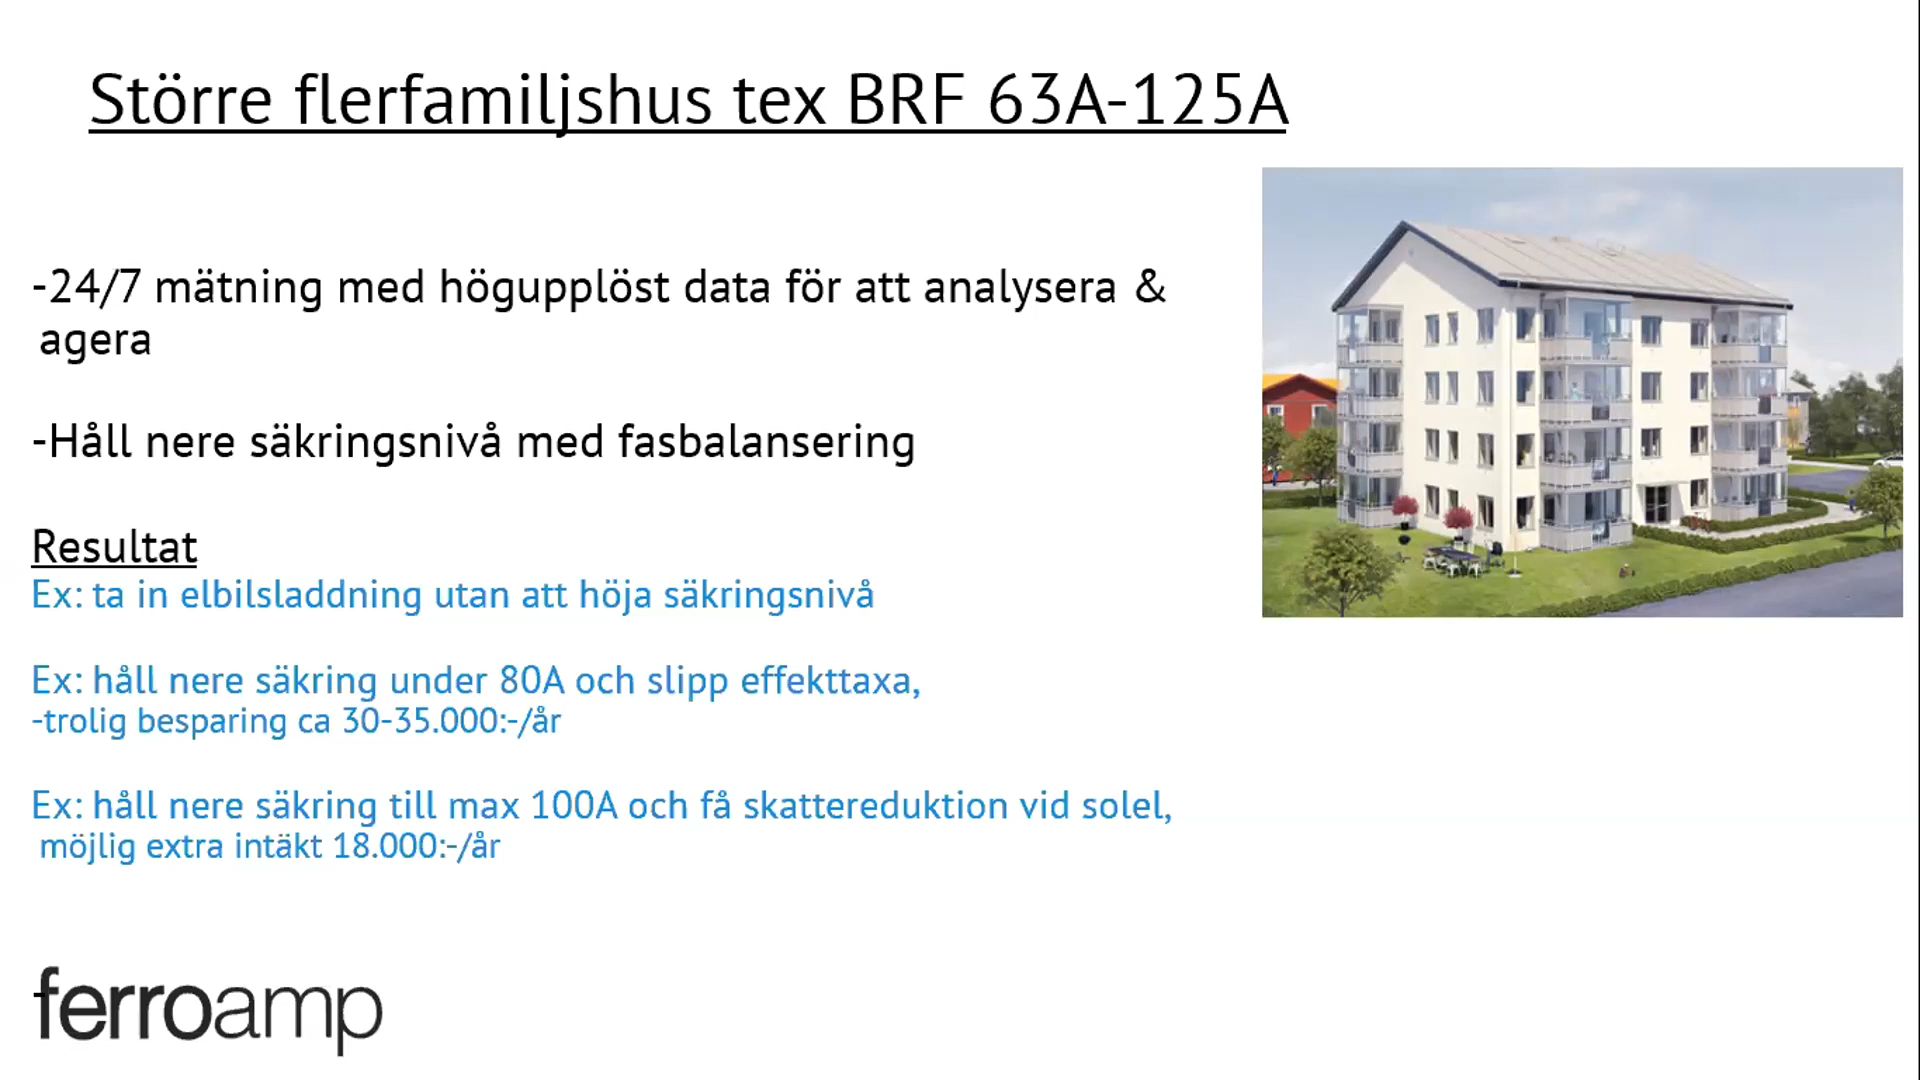 Större flerfamiljshus tex BRF 63A-125A
-24/7 mätning med högupplöst data för att analysera &
agera
-Håll nere säkringsnivå med fasbalansering
Resultat
Ex: ta in elbilsladdning utan att höja säkringsnivå
Ex: håll nere säkring under 80A och slipp effekttaxa,
-trolig besparing ca 30-35.000:-/år
Ex: håll nere säkring till max 100A och få skattereduktion vid solel,
möjlig extra intäkt 18.000:-/år
-ferroamp